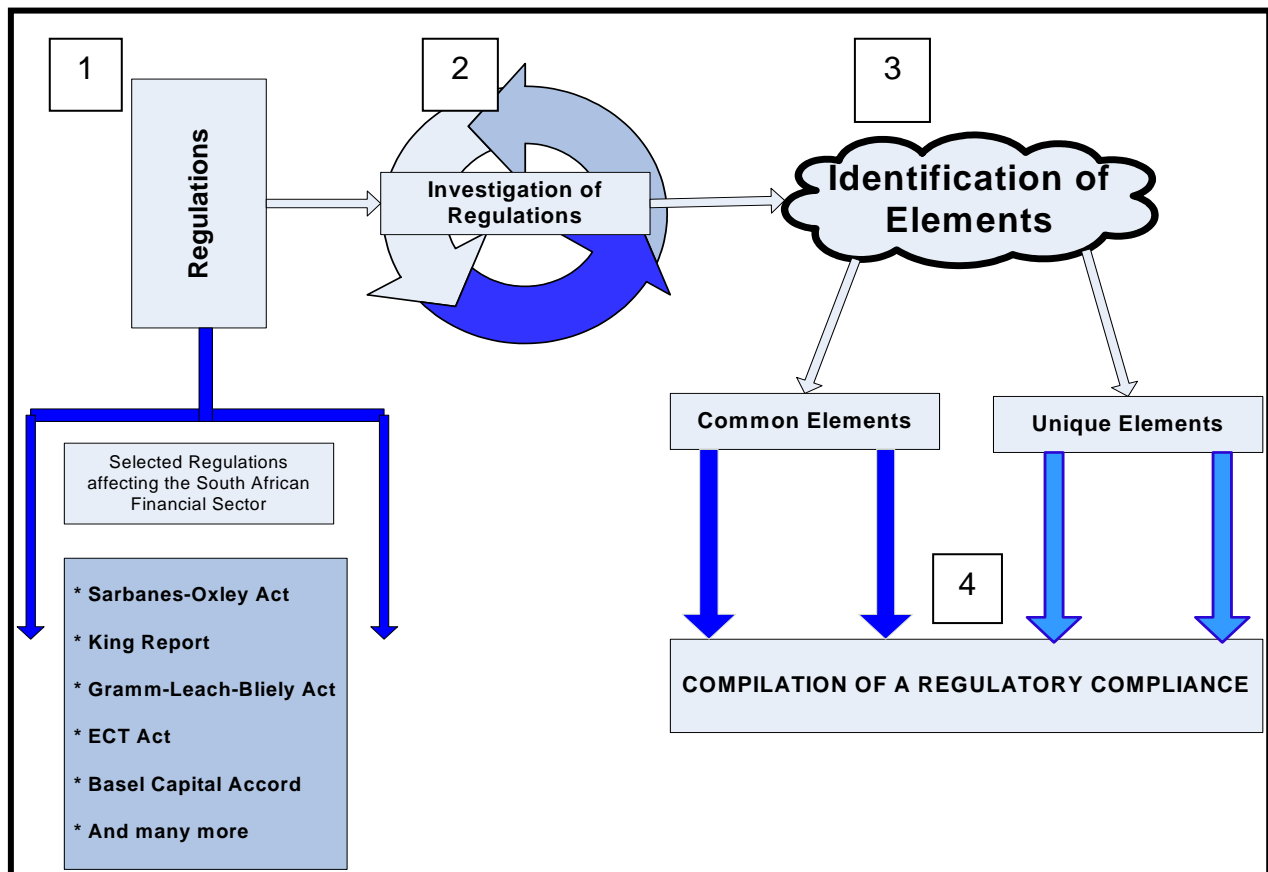 1
2
3
Regulations
Investigation of
Regulations
Identification of
Elements
Common Elements
Unique Elements
Selected Regulations
affecting the South African
Financial Sector
* Sarbanes-Oxley Act
* King Report
* Gramm-Leach-Bliely Act
* ECT Act
* Basel Capital Accord
* And many more
4
COMPILATION OF A REGULATORY COMPLIANCE